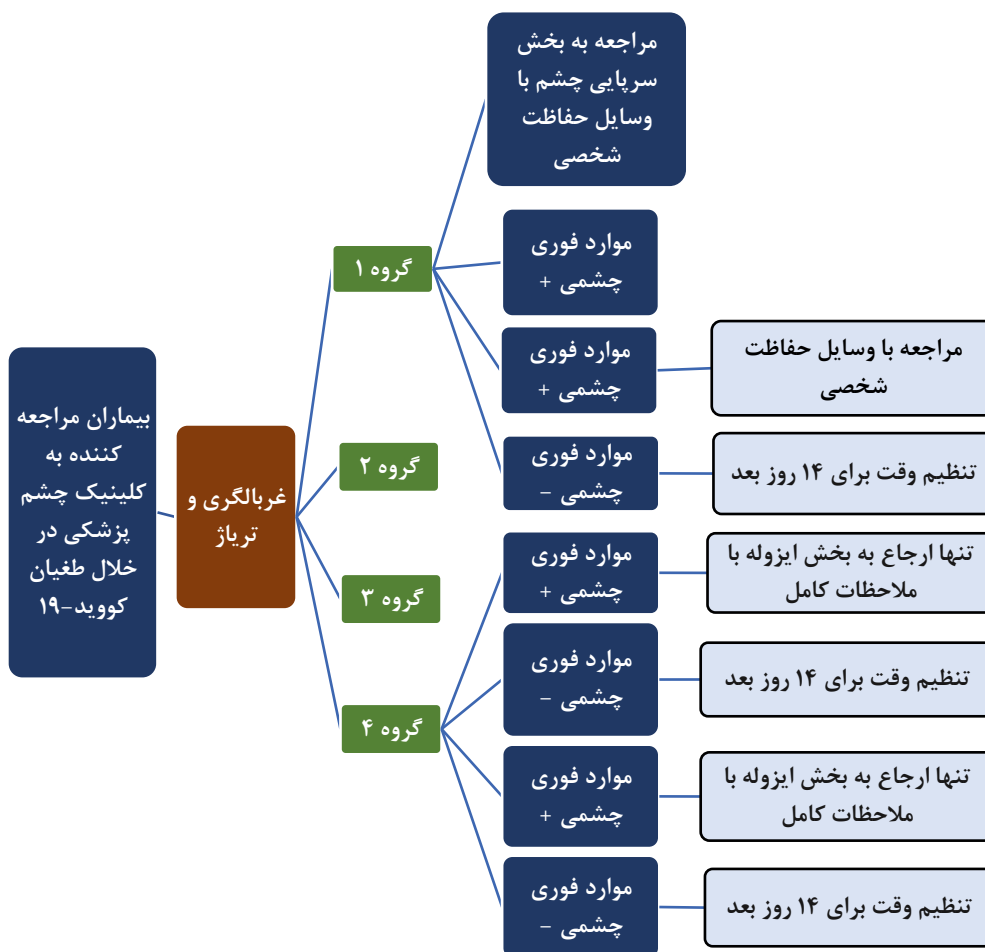 بیماران مراجعه
کننده به
کلینیک چشم
پزشکی در
خلال طغیان
کووید-۱۹
غربالگری و
تریاژ
گروه ۱
مراجعه به بخش
سرپایی چشم با
وسایل حفاظت
شخصی
موارد فوری
چشمی +
موارد فوری
چشمی +
مراجعه با وسایل حفاظت
شخصی
موارد فوری
چشمی –
تنظیم وقت برای ۱۴ روز بعد
گروه ۲
گروه ۳
گروه ۴
موارد فوری
چشمی +
تنها ارجاع به بخش ایزوله با
ملاحظات کامل
موارد فوری
چشمی –
تنظیم وقت برای ۱۴ روز بعد
موارد فوری
چشمی +
تنها ارجاع به بخش ایزوله با
ملاحظات کامل
موارد فوری
چشمی –
تنظیم وقت برای ۱۴ روز بعد